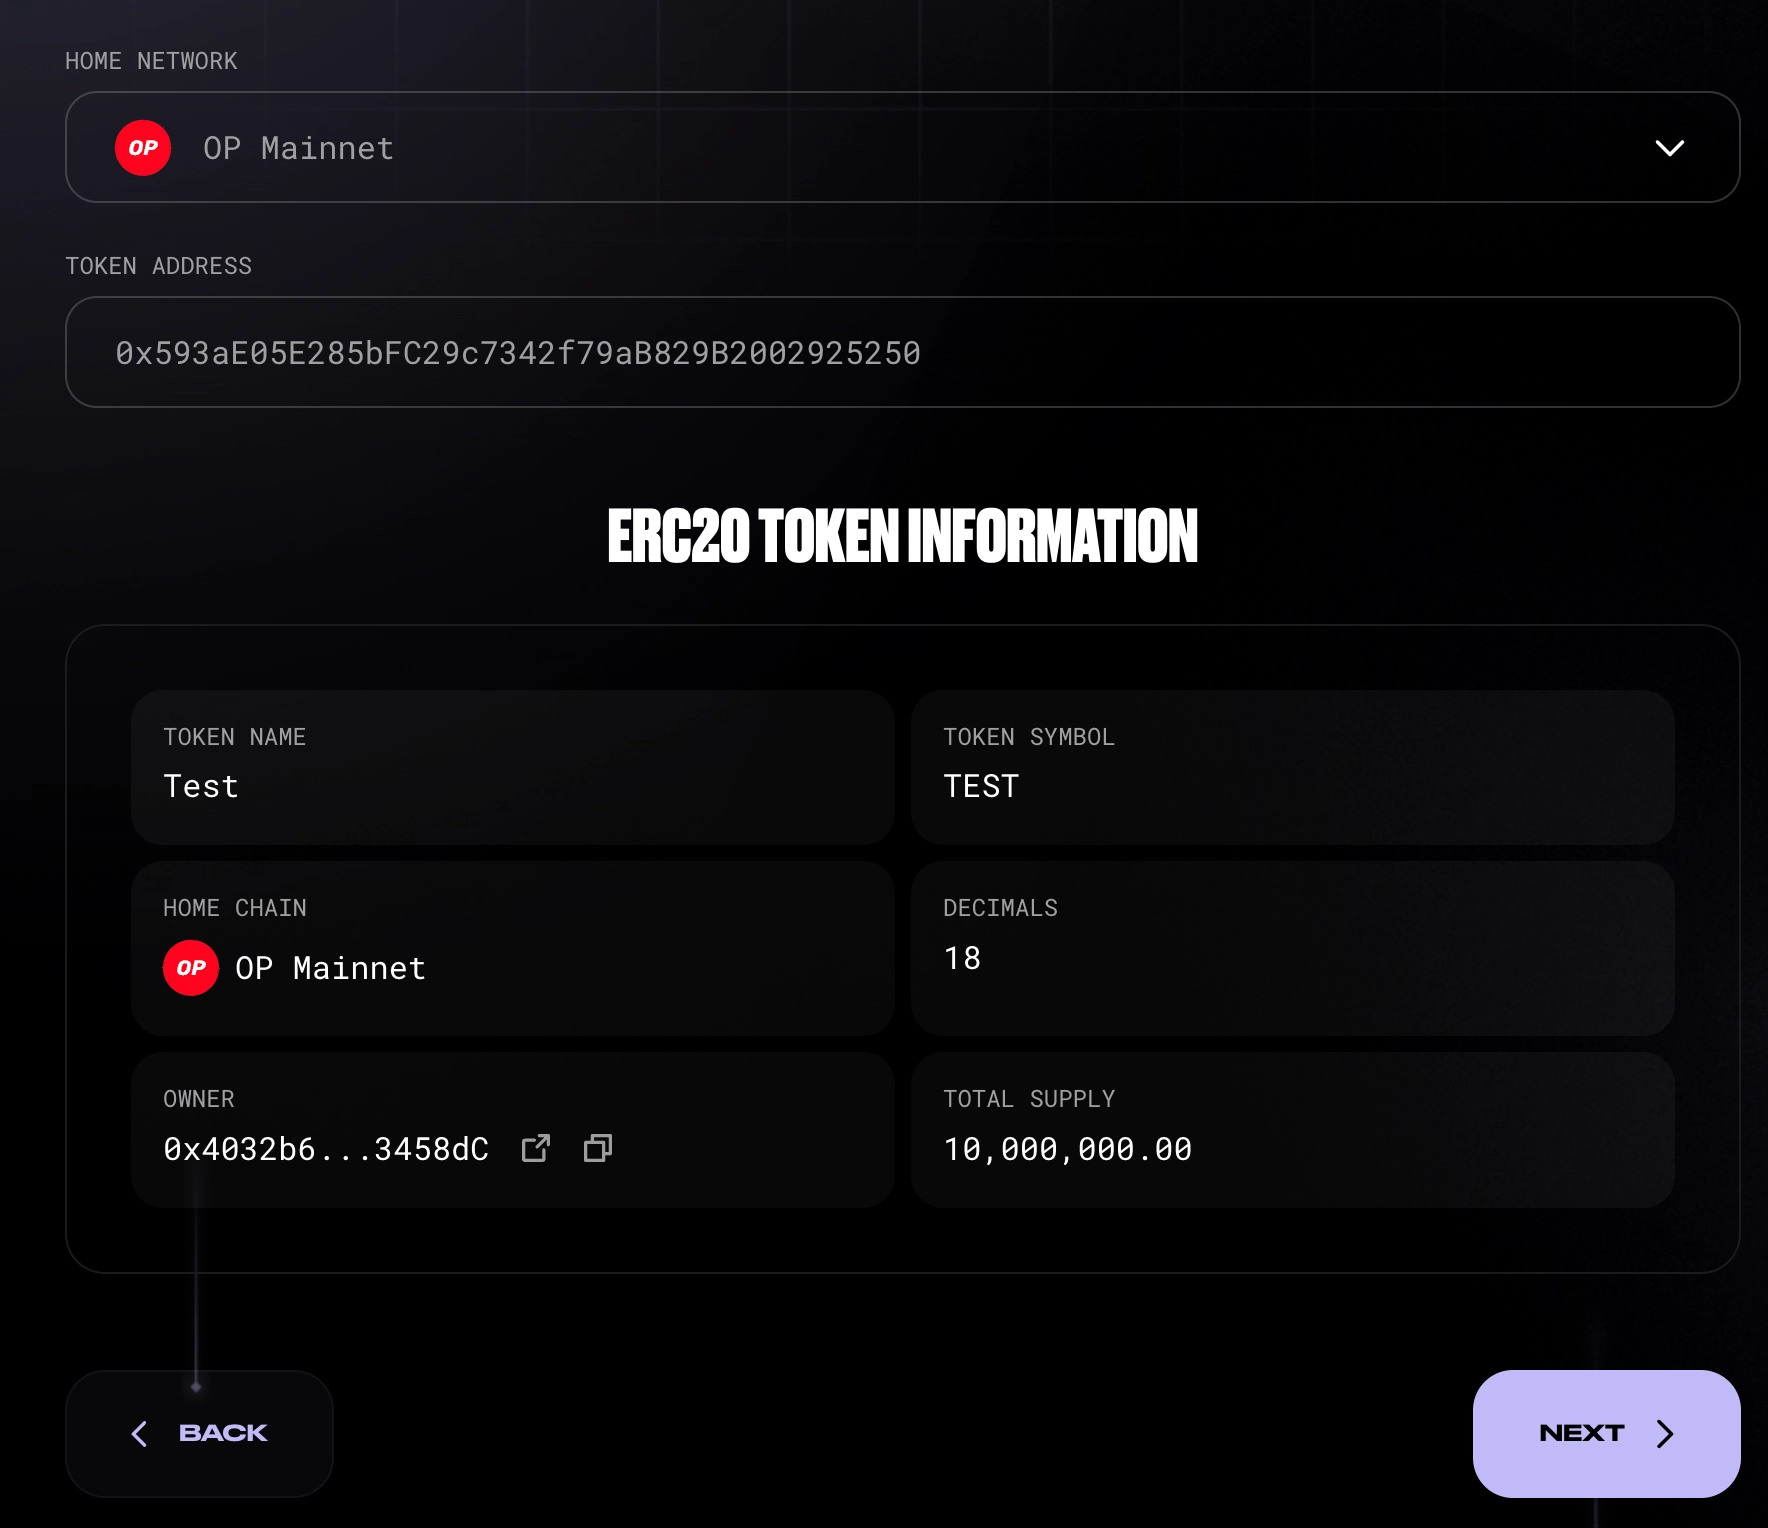 HOME NETWORK
OP OP Mainnet
TOKEN ADDRESS
0x593aE05E285bFC29c7342f79aB829B2002925250
ERC20 TOKEN INFORMATION
TOKEN NAME
Test
TOKEN SYMBOL
TEST
HOME CHAIN
OP OP Mainnet
DECIMALS
18
OWNER
0x4032b6...3458dC
TOTAL SUPPLY
10,000,000.00
BACK
NEXT